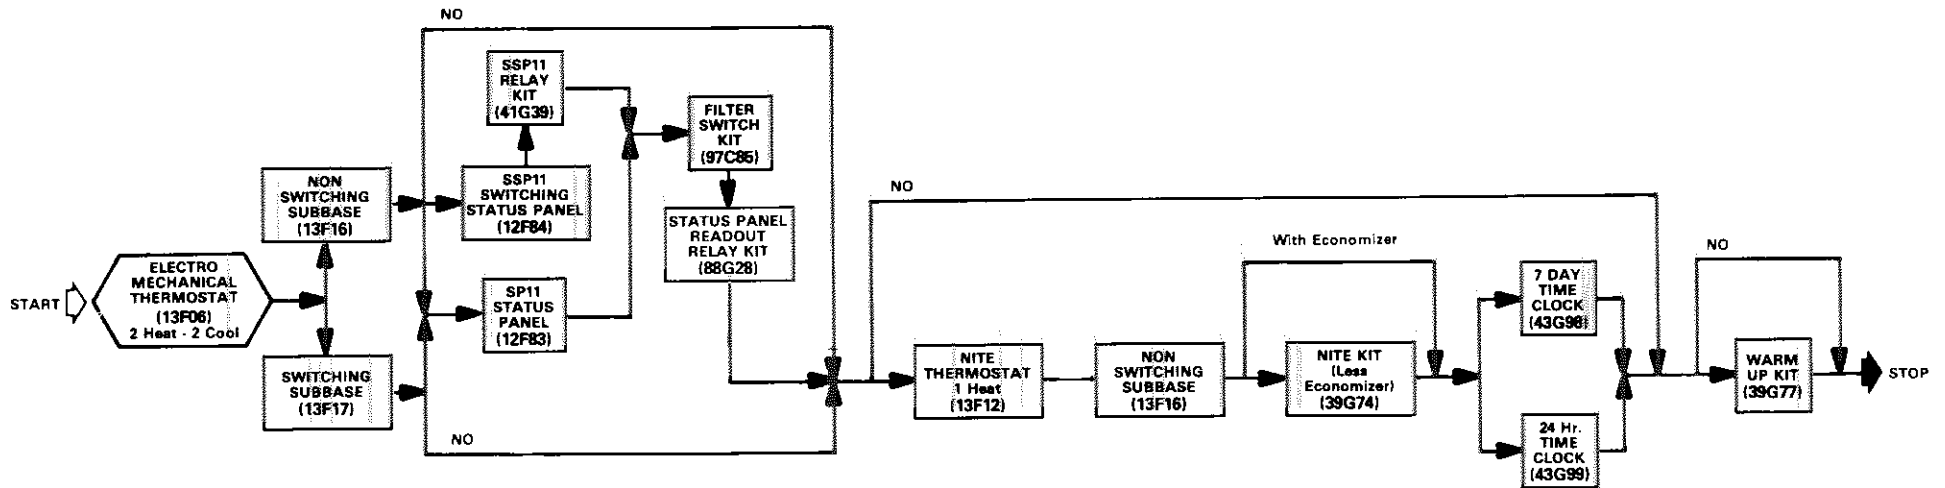 START
ELECTRO
MECHANICAL
THERMOSTAT
(13F06)
2 Heat - 2 Cool
NON
SWITCHING
SUBBASE
(13F16)
SWITCHING
SUBBASE
(13F17)
NO
SSP11
RELAY
KIT
(41G39)
SSP11
SWITCHING
STATUS PANEL
(12F84)
SP11
STATUS
PANEL
(12F83)
NO
FILTER
SWITCH
KIT
(97C85)
STATUS PANEL
READOUT
RELAY KIT
(88G28)
NO
NITE
THERMOSTAT
1 Heat
(13F12)
NON
SWITCHING
SUBBASE
(13F16)
With Economizer
NITE KIT
(Less
Economizer)
(39G74)
7 DAY
TIME
CLOCK
(43G98)
24 Hr.
TIME
CLOCK
(43G99)
NO
WARM
UP KIT
(39G77)
STOP